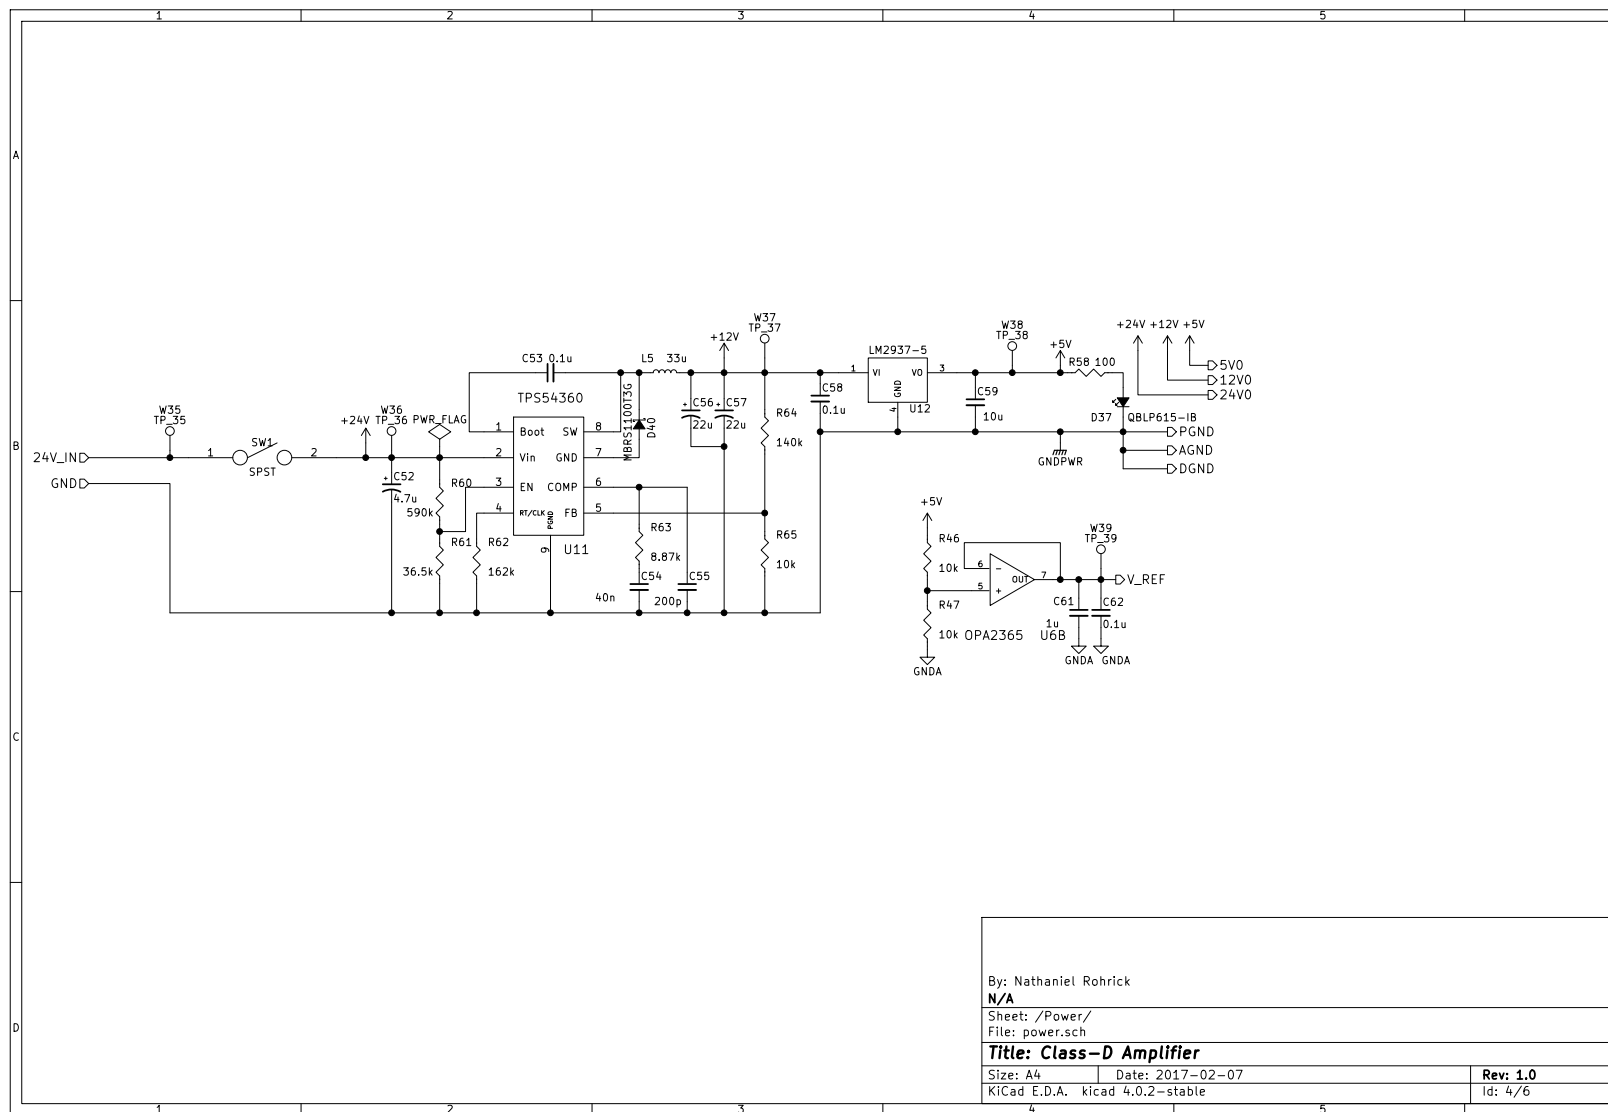 1 2 3 4 5
A
B
C
D
24V_IN
GND
W35
TP_35
1
SW1
SPST
2
+24V
W36
TP_36
PWR_FLAG
C52
4.7u
R60
590k
R61
36.5k
R62
162k
C53 0.1u
TPS54360
1 Boot SW 8
2 Vin GND 7
3 EN COMP 6
4 RT/CLK FB 5
PGND
9
U11
MBRS1100T3G
D40
L5 33u
C56
22u
C57
22u
+12V
W37
TP_37
R63
8.87k
C54
40n
C55
200p
R64
140k
R65
10k
C58
0.1u
LM2937-5
1 VI VO 3
GND
4
U12
C59
10u
W38
TP_38
+5V
R58 100
GNDPWR
D37 QBLP615-IB
+24V +12V +5V
5V0
12V0
24V0
PGND
AGND
DGND
+5V
R46
10k
R47
10k
GNDA
6 -
5 +
OUT 7
OPA2365 U6B
W39
TP_39
V_REF
C61
1u
C62
0.1u
GNDA GNDA
By: Nathaniel Rohrick
N/A
Sheet: /Power/
File: power.sch
Title: Class-D Amplifier
Size: A4 Date: 2017-02-07 Rev: 1.0
KiCad E.D.A. kicad 4.0.2-stable Id: 4/6
1 2 3 4 5